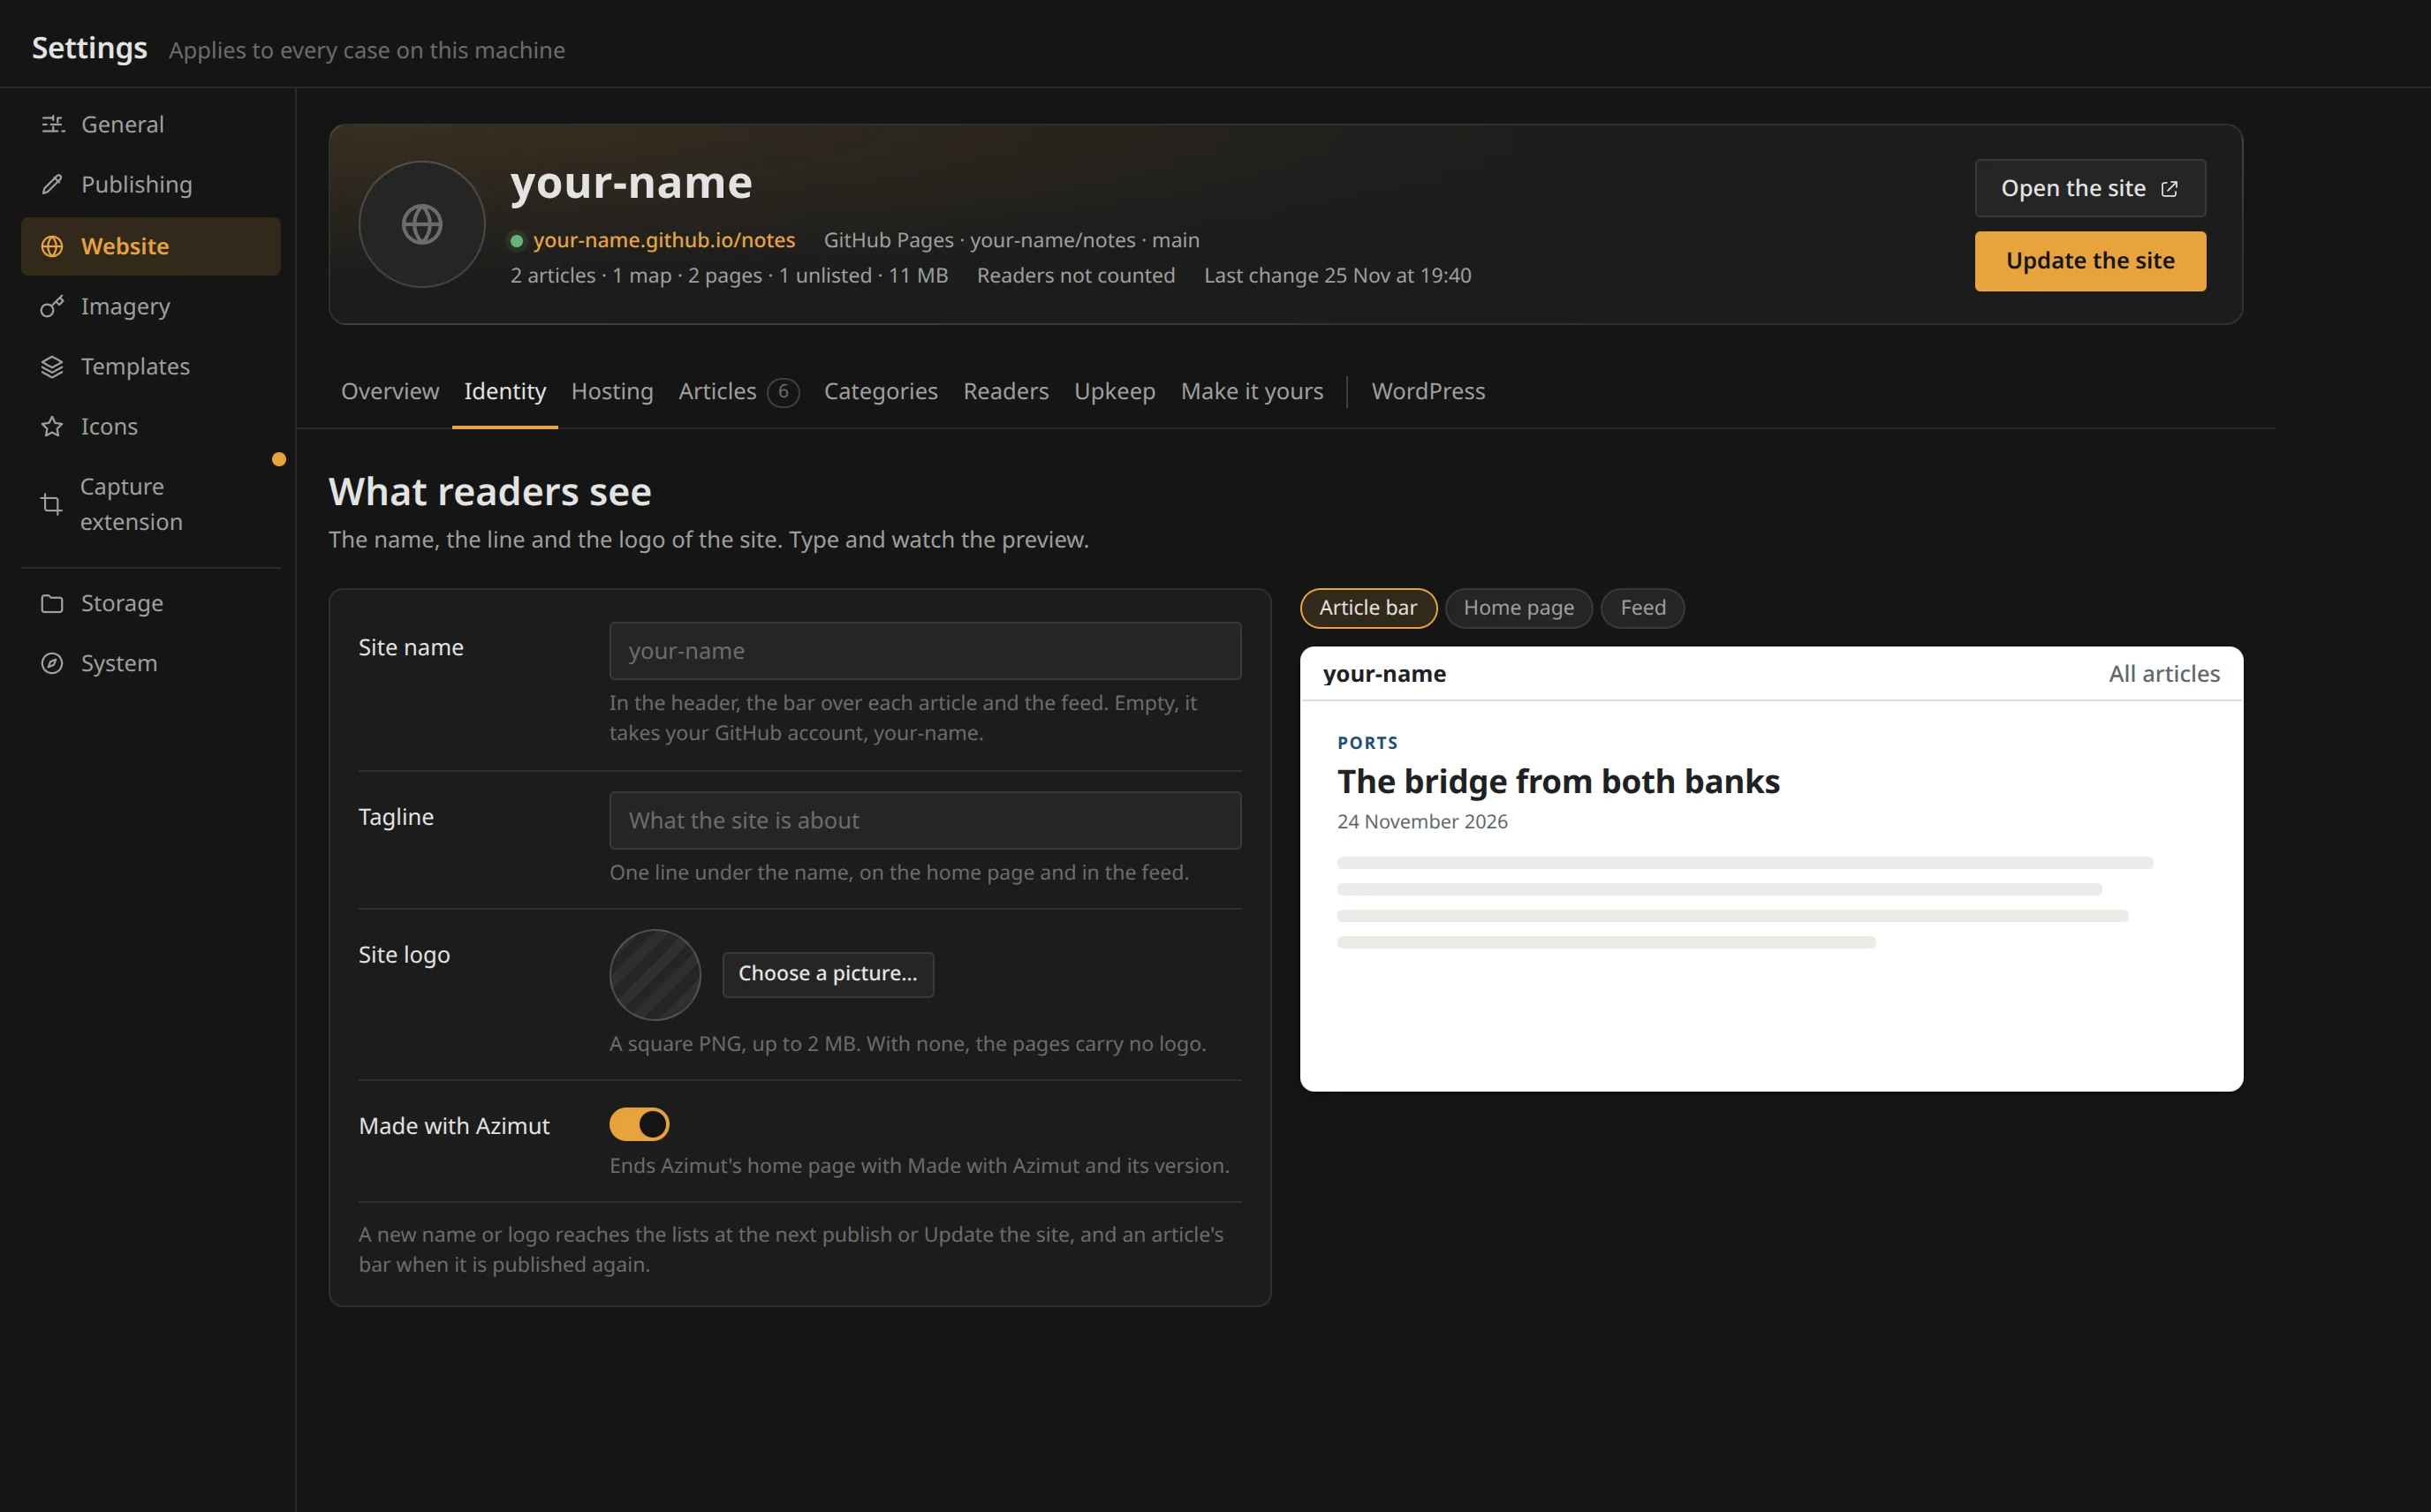 Settings Applies to every case on this machine
General
Publishing
Website
Imagery
Templates
Icons
Capture
extension
Storage
System
your-name
your-name.github.io/notes GitHub Pages · your-name/notes · main
2 articles · 1 map · 2 pages · 1 unlisted · 11 MB Readers not counted Last change 25 Nov at 19:40
Open the site
Update the site
Overview Identity Hosting Articles 6 Categories Readers Upkeep Make it yours WordPress
What readers see
The name, the line and the logo of the site. Type and watch the preview.
Site name
your-name
In the header, the bar over each article and the feed. Empty, it
takes your GitHub account, your-name.
Tagline
What the site is about
One line under the name, on the home page and in the feed.
Site logo
Choose a picture...
A square PNG, up to 2 MB. With none, the pages carry no logo.
Made with Azimut
Ends Azimut's home page with Made with Azimut and its version.
A new name or logo reaches the lists at the next publish or Update the site, and an article's
bar when it is published again.
Article bar Home page Feed
your-name All articles
PORTS
The bridge from both banks
24 November 2026